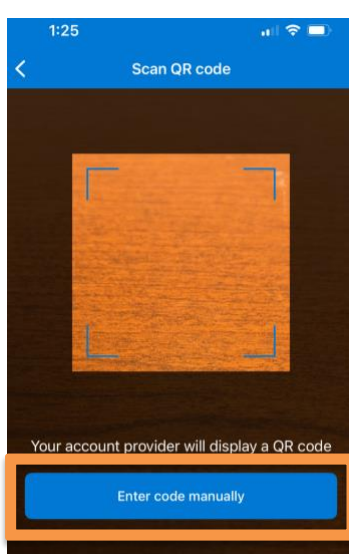 1:25
Scan QR code
Your account provider will display a QR code
Enter code manually